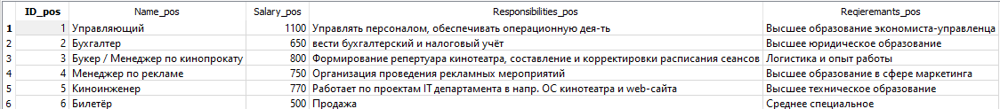 ID_pos Name_pos Salary_pos Responsibilities_pos Reqieremants_pos
1 1 Управляющий 1100 Управлять персоналом, обеспечивать операционную дея-ть Высшее образование экономиста-управленца
2 2 Бухгалтер 650 вести бухгалтерский и налоговый учёт Высшее юридическое образование
3 3 Букер / Менеджер по кинопрокату 800 Формирование репертуара кинотеатра, составление и корректировки расписания сеансов Логистика и опыт работы
4 4 Менеджер по рекламе 750 Организация проведения рекламных мероприятий Высшее образование в сфере маркетинга
5 5 Киноинженер 770 Работает по проектам IT департамента в напр. ОС кинотеатра и web-сайта Высшее техническое образование
6 6 Билетёр 500 Продажа Среднее специальное